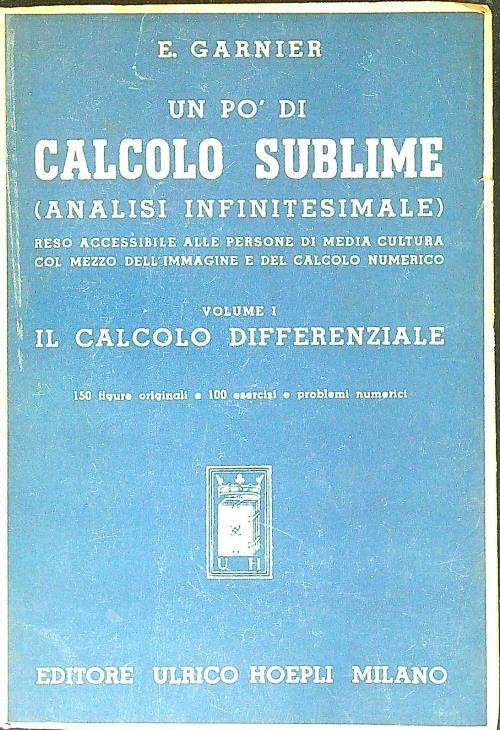 E. GARNIER
UN PO' DI
CALCOLO SUBLIME
(ANALISI INFINITESIMALE)
RESO ACCESSIBILE ALLE PERSONE DI MEDIA CULTURA
COL MEZZO DELL'IMMAGINE E DEL CALCOLO NUMERICO
VOLUME I
IL CALCOLO DIFFERENZIALE
150 figure originali e 100 esercizi e problemi numerici
U H
EDITORE ULRICO HOEPLI MILANO